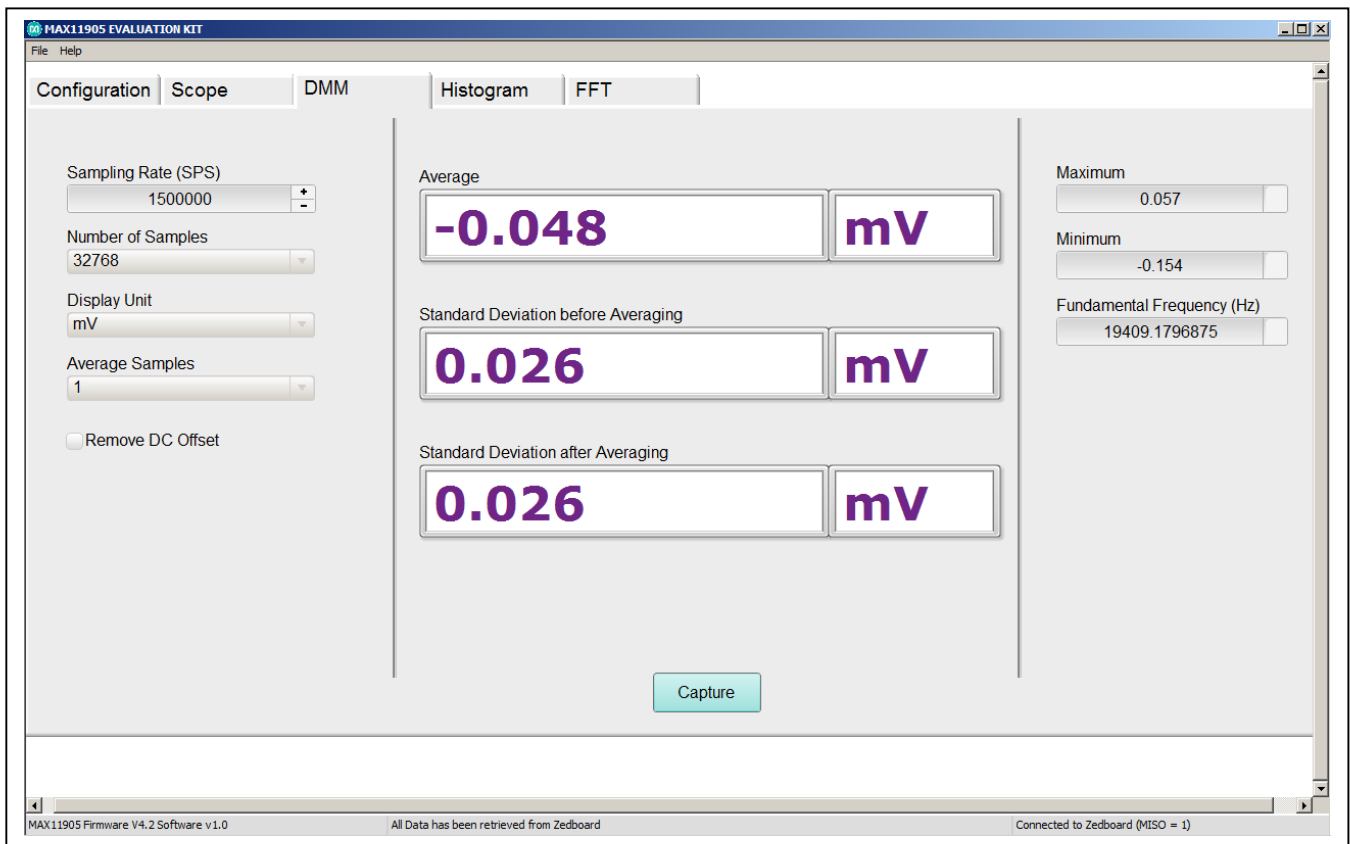 MAX11905 EVALUATION KIT
File Help
Configuration Scope DMM Histogram FFT
Sampling Rate (SPS)
1500000
+
-
Number of Samples
32768
Display Unit
mV
Average Samples
1
Remove DC Offset
Average
-0.048 mV
Standard Deviation before Averaging
0.026 mV
Standard Deviation after Averaging
0.026 mV
Capture
Maximum
0.057
Minimum
-0.154
Fundamental Frequency (Hz)
19409.1796875
MAX11905 Firmware V4.2 Software v1.0 All Data has been retrieved from Zedboard Connected to Zedboard (MISO = 1)